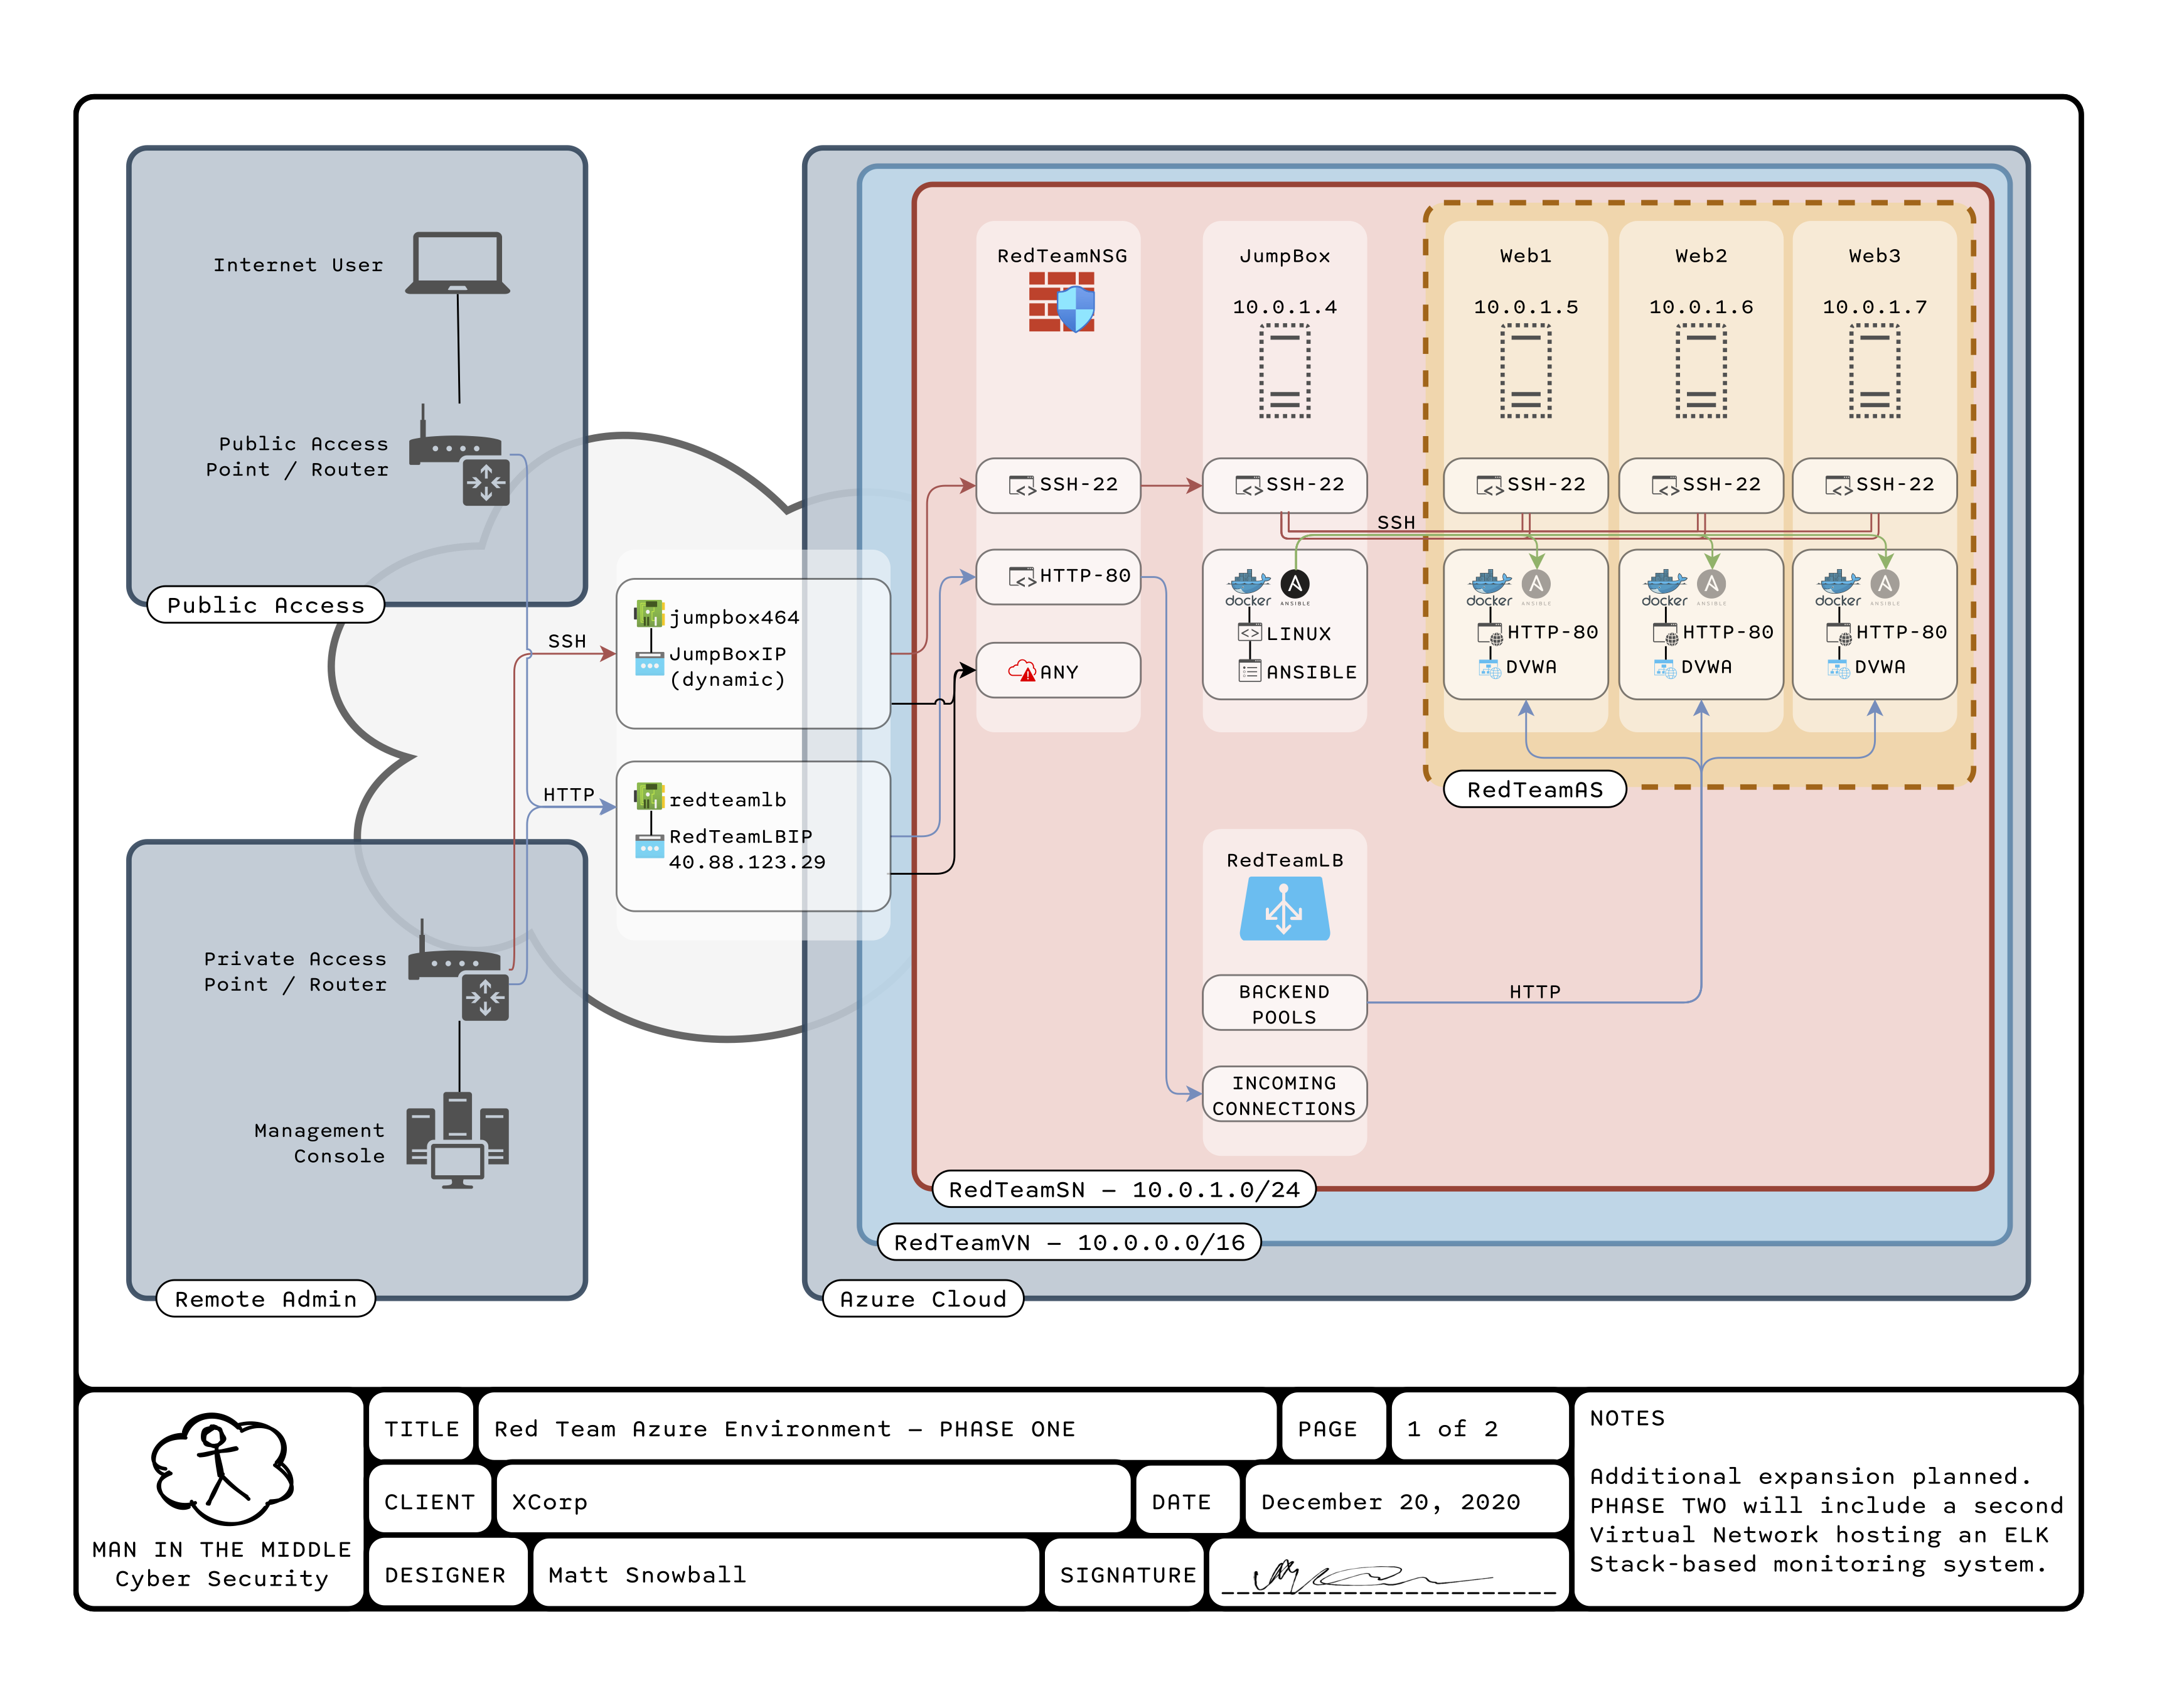 Internet User
Public Access
Point / Router
Public Access
Private Access
Point / Router
Management
Console
Remote Admin
SSH
HTTP
jumpbox464
JumpBoxIP
(dynamic)
redteamlb
RedTeamLBIP
40.88.123.29
RedTeamNSG
SSH-22
HTTP-80
ANY
JumpBox
10.0.1.4
SSH-22
docker
ANSIBLE
LINUX
ANSIBLE
SSH
Web1
10.0.1.5
SSH-22
docker
ANSIBLE
HTTP-80
DVWA
Web2
10.0.1.6
SSH-22
docker
ANSIBLE
HTTP-80
DVWA
Web3
10.0.1.7
SSH-22
docker
ANSIBLE
HTTP-80
DVWA
RedTeamAS
RedTeamLB
BACKEND
POOLS
HTTP
INCOMING
CONNECTIONS
RedTeamSN – 10.0.1.0/24
RedTeamVN – 10.0.0.0/16
Azure Cloud
MAN IN THE MIDDLE
Cyber Security
TITLE
Red Team Azure Environment – PHASE ONE
PAGE
1 of 2
CLIENT
XCorp
DATE
December 20, 2020
DESIGNER
Matt Snowball
SIGNATURE
NOTES
Additional expansion planned.
PHASE TWO will include a second
Virtual Network hosting an ELK
Stack-based monitoring system.